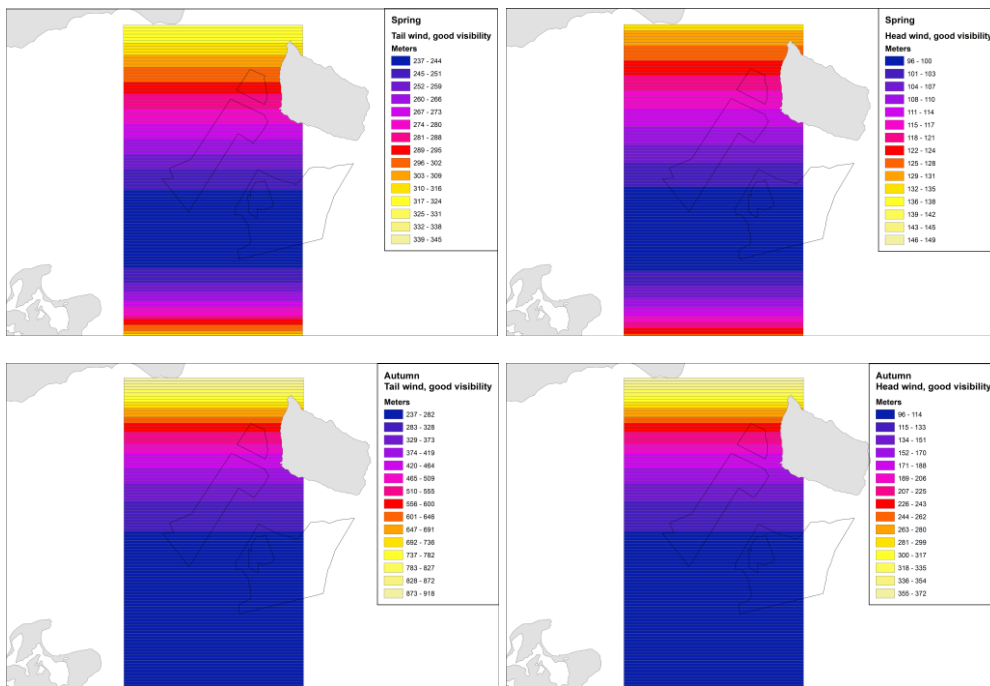 Spring
Tail wind, good visibility
Meters
237 - 244
245 - 251
252 - 259
260 - 266
267 - 273
274 - 280
281 - 288
289 - 295
296 - 302
303 - 309
310 - 316
317 - 324
325 - 331
332 - 338
339 - 345
Spring
Head wind, good visibility
Meters
96 - 100
101 - 103
104 - 107
108 - 110
111 - 114
115 - 117
118 - 121
122 - 124
125 - 128
129 - 131
132 - 135
136 - 138
139 - 142
143 - 145
146 - 149
Autumn
Tail wind, good visibility
Meters
237 - 282
283 - 328
329 - 373
374 - 419
420 - 464
465 - 509
510 - 555
556 - 600
601 - 646
647 - 691
692 - 736
737 - 782
783 - 827
828 - 872
873 - 918
Autumn
Head wind, good visibility
Meters
96 - 114
115 - 133
134 - 151
152 - 170
171 - 188
189 - 206
207 - 225
226 - 243
244 - 262
263 - 280
281 - 299
300 - 317
318 - 335
336 - 354
355 - 372